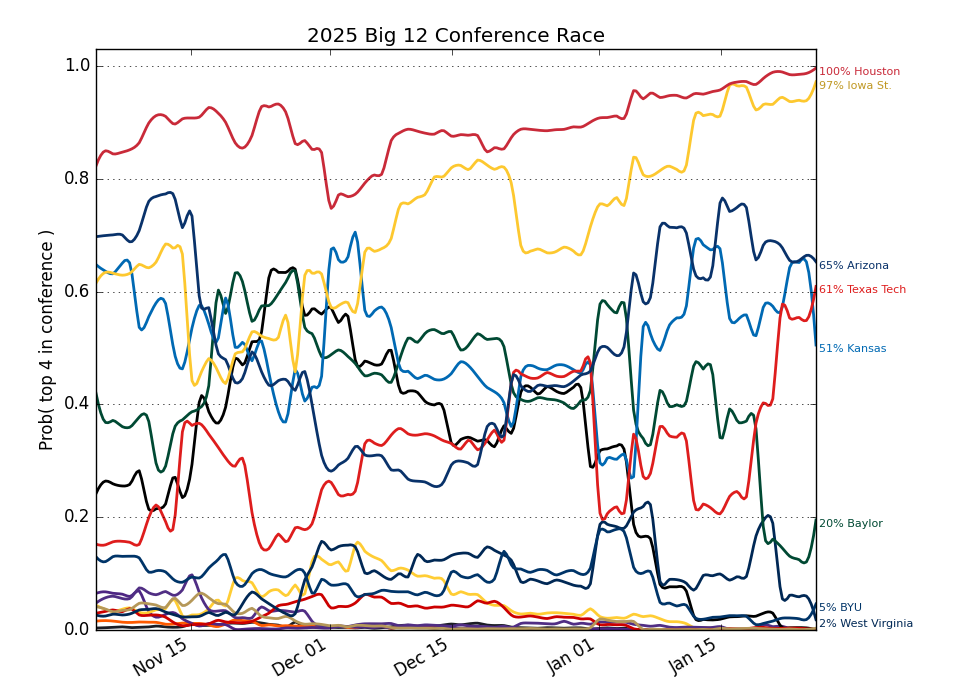 2025 Big 12 Conference Race
Prob( top 4 in conference )
1.0
0.8
0.6
0.4
0.2
0.0
Nov 15
Dec 01
Dec 15
Jan 01
Jan 15
100% Houston
97% Iowa St.
65% Arizona
61% Texas Tech
51% Kansas
20% Baylor
5% BYU
2% West Virginia